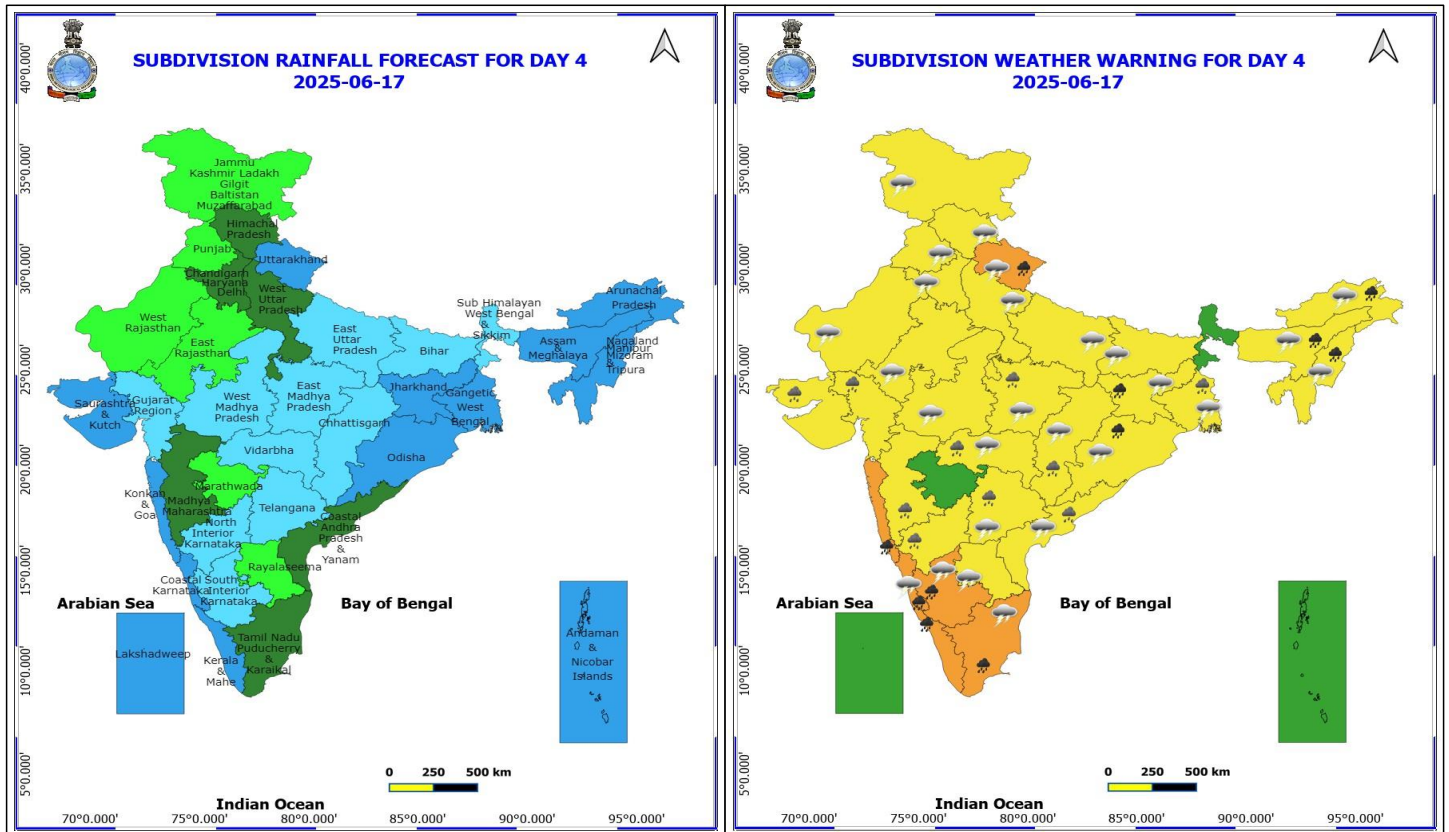 SUBDIVISION RAINFALL FORECAST FOR DAY 4
2025-06-17
40°0.000'
35°0.000'
30°0.000'
25°0.000'
20°0.000'
15°0.000'
10°0.000'
5°0.000'
Jammu
Kashmir Ladakh
Gilgit
Baltistan
Muzaffarabad
Himachal
Pradesh
Punjab
Uttarakhand
Chandigarh
Haryana
Delhi
West
Uttar
Pradesh
Arunachal
Pradesh
West
Rajasthan
East
Rajasthan
East
Uttar
Pradesh
Sub Himalayan
West Bengal
&
Sikkim
Bihar
Assam
&
Meghalaya
Nagaland
Manipur
Mizoram
&
Tripura
Jharkhand
Gangetic
West
Bengal
Saurashtra
&
Kutch
Gujarat
Region
West
Madhya
Pradesh
East
Madhya
Pradesh
Chhattisgarh
Vidarbha
Odisha
Konkan
&
Goa
Marathwada
Madhya
Maharashtra
North
Interior
Karnataka
Telangana
Coastal
Andhra
Pradesh
&
Yanam
Rayalaseema
Coastal
Karnataka
South
Interior
Karnataka
Arabian Sea
Bay of Bengal
Lakshadweep
Kerala
&
Mahe
Tamil Nadu
Puducherry
&
Karaikal
Andaman
&
Nicobar
Islands
0 250 500 km
Indian Ocean
70°0.000' 75°0.000' 80°0.000' 85°0.000' 90°0.000' 95°0.000'
SUBDIVISION WEATHER WARNING FOR DAY 4
2025-06-17
40°0.000'
35°0.000'
30°0.000'
25°0.000'
20°0.000'
15°0.000'
10°0.000'
5°0.000'
Arabian Sea
Bay of Bengal
0 250 500 km
Indian Ocean
70°0.000' 75°0.000' 80°0.000' 85°0.000' 90°0.000' 95°0.000'